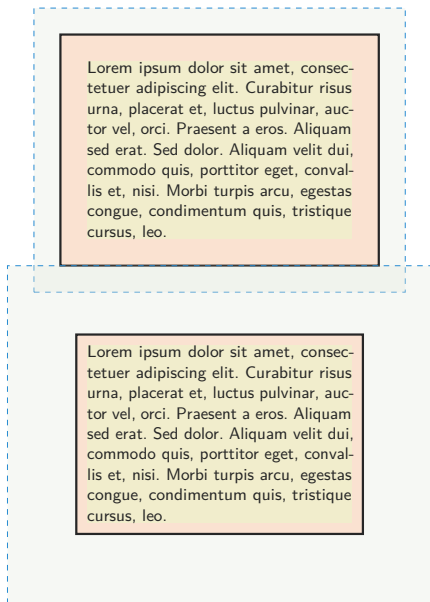 Lorem ipsum dolor sit amet, consec-
tetuer adipiscing elit. Curabitur risus
urna, placerat et, luctus pulvinar, auc-
tor vel, orci. Praesent a eros. Aliquam
sed erat. Sed dolor. Aliquam velit dui,
commodo quis, porttitor eget, conval-
lis et, nisi. Morbi turpis arcu, egestas
congue, condimentum quis, tristique
cursus, leo.
Lorem ipsum dolor sit amet, consec-
tetuer adipiscing elit. Curabitur risus
urna, placerat et, luctus pulvinar, auc-
tor vel, orci. Praesent a eros. Aliquam
sed erat. Sed dolor. Aliquam velit dui,
commodo quis, porttitor eget, conval-
lis et, nisi. Morbi turpis arcu, egestas
congue, condimentum quis, tristique
cursus, leo.